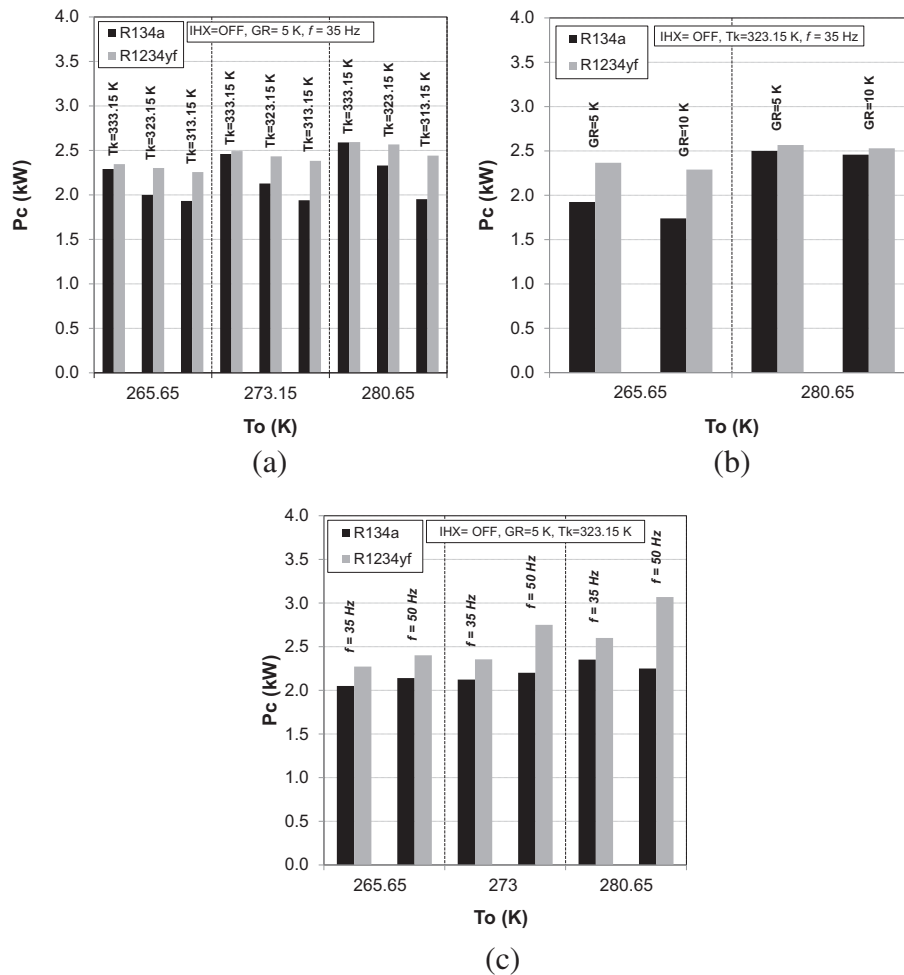 4.0
3.5
3.0
2.5
2.0
1.5
1.0
0.5
0.0
Pc (kW)
R134a
R1234yf
IHX=OFF, GR= 5 K, f = 35 Hz
Tk=333.15 K
Tk=323.15 K
Tk=313.15 K
Tk=333.15 K
Tk=323.15 K
Tk=313.15 K
Tk=333.15 K
Tk=323.15 K
Tk=313.15 K
265.65 273.15 280.65
To (K)
(a)
4.0
3.5
3.0
2.5
2.0
1.5
1.0
0.5
0.0
Pc (kW)
R134a
R1234yf
IHX= OFF, Tk=323.15 K, f = 35 Hz
GR=5 K
GR=10 K
GR=5 K
GR=10 K
265.65 280.65
To (K)
(b)
4.0
3.5
3.0
2.5
2.0
1.5
1.0
0.5
0.0
Pc (kW)
R134a
R1234yf
IHX= OFF, GR=5 K, Tk=323.15 K
f = 35 Hz
f = 50 Hz
f = 35 Hz
f = 50 Hz
f = 35 Hz
f = 50 Hz
265.65 273 280.65
To (K)
(c)